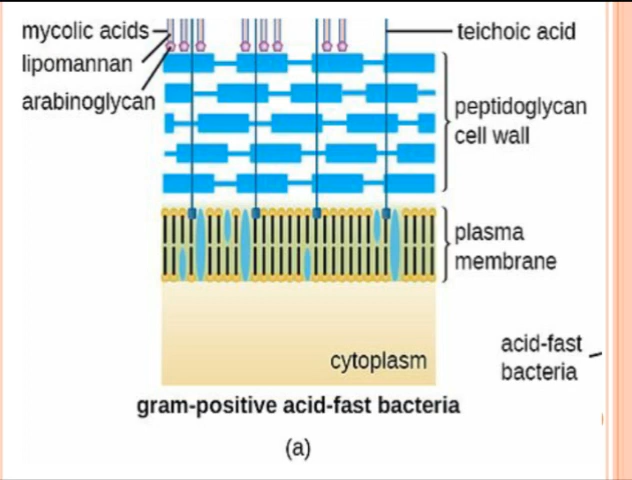 mycolic acids
lipomannan
arabinoglycan
teichoic acid
peptidoglycan
cell wall
plasma
membrane
cytoplasm
acid-fast
bacteria
gram-positive acid-fast bacteria
(a)